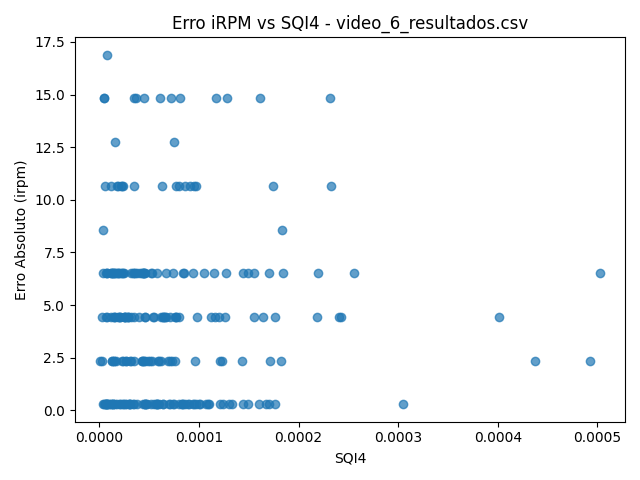 Erro iRPM vs SQI4 - video_6_resultados.csv
Erro Absoluto (irpm)
17.5
15.0
12.5
10.0
7.5
5.0
2.5
0.0
0.0000 0.0001 0.0002 0.0003 0.0004 0.0005
SQI4